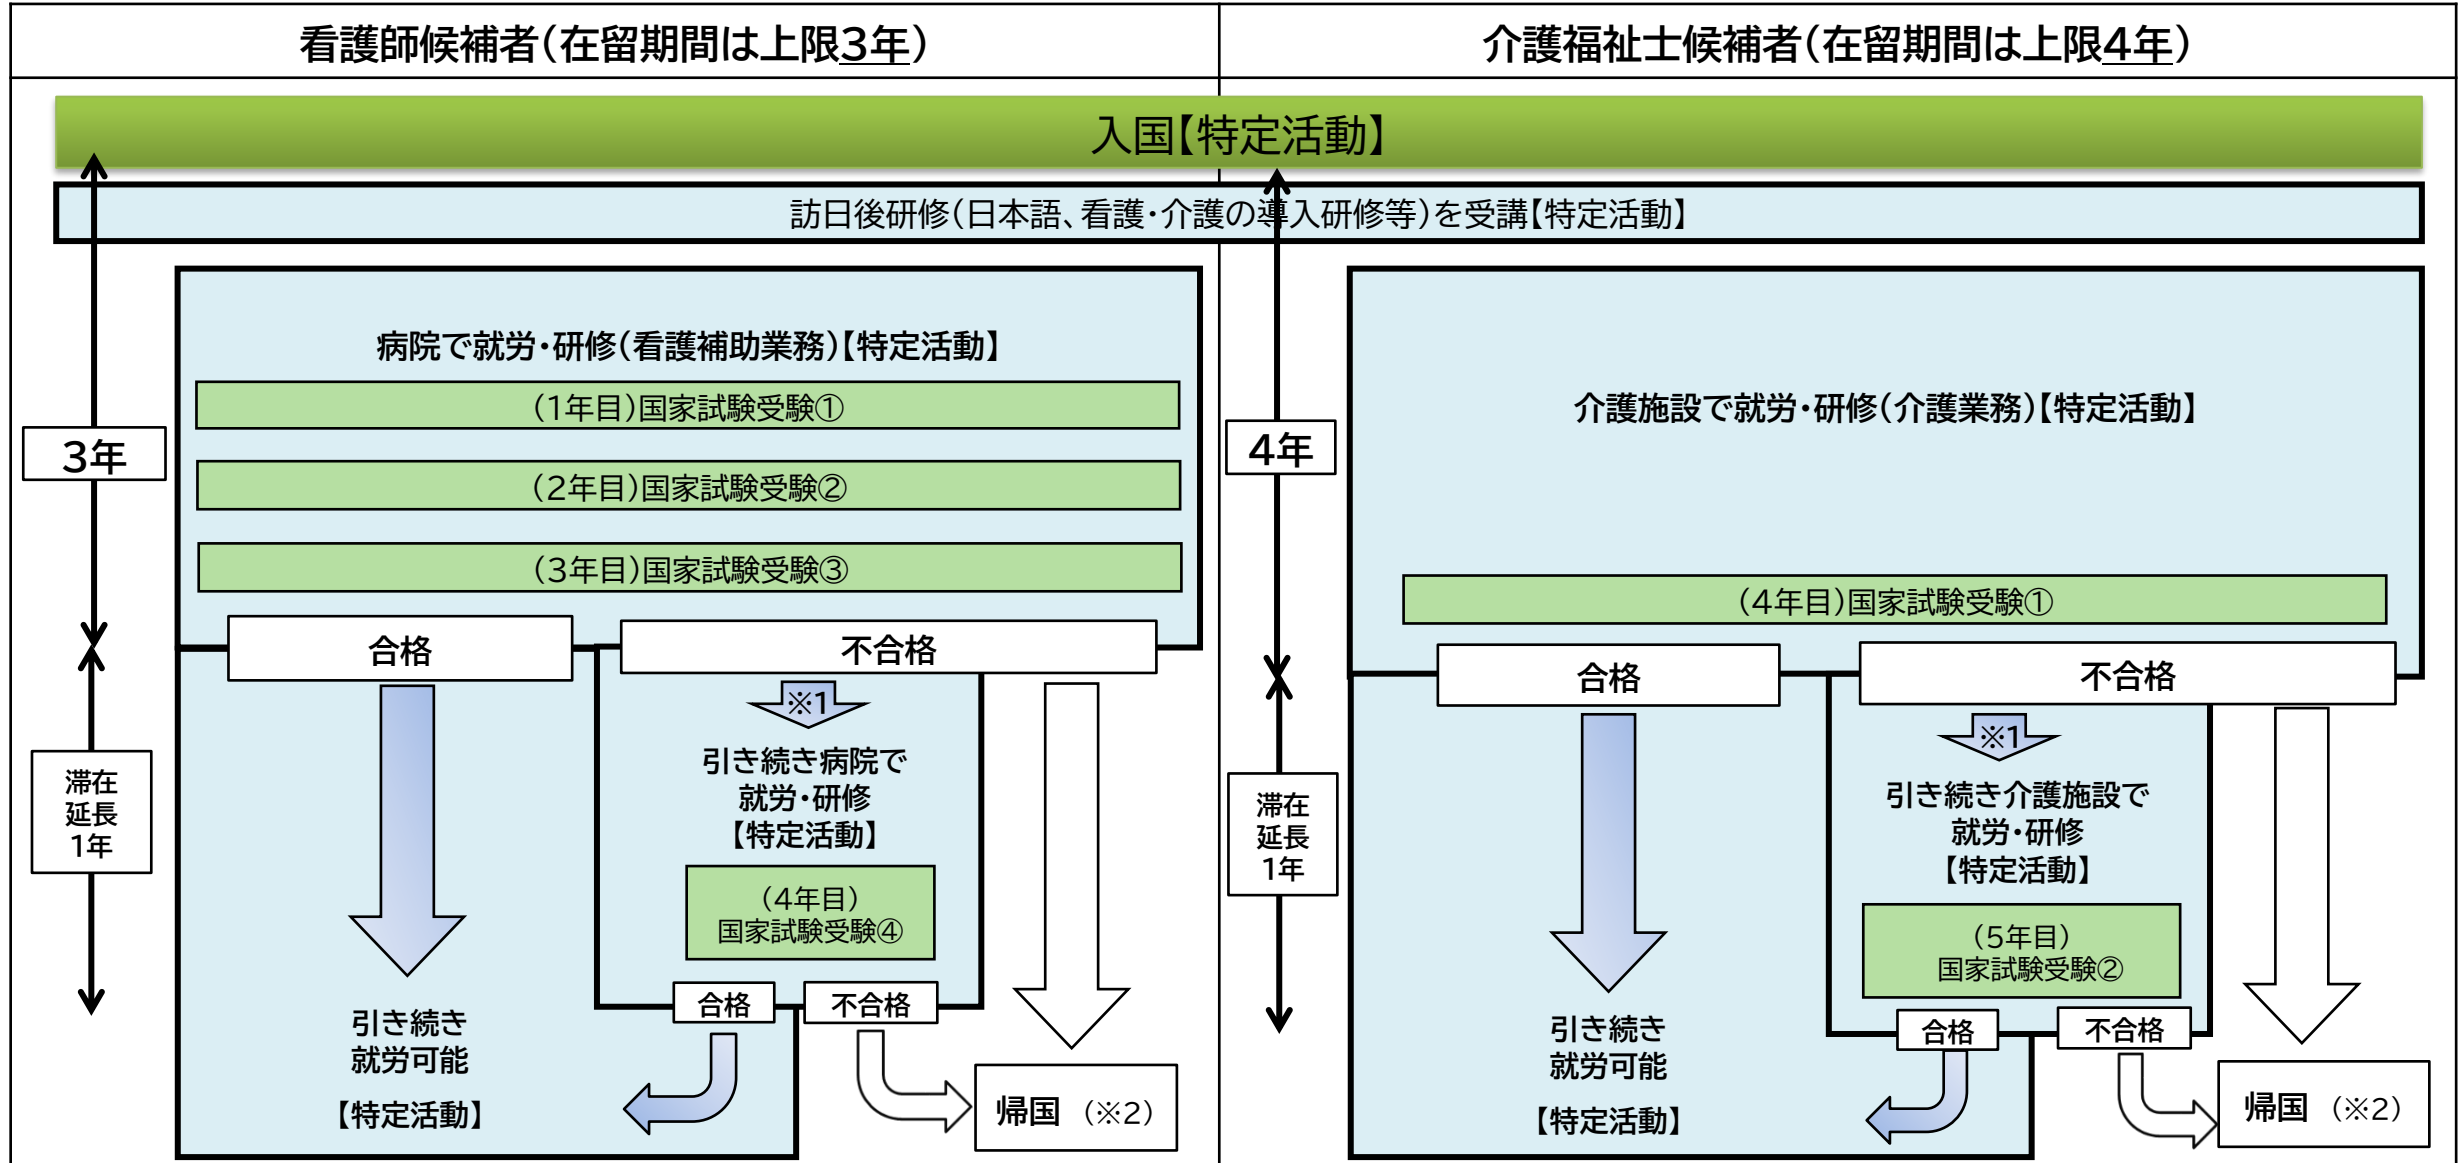 看護師候補者（在留期間は上限3年）
介護福祉士候補者（在留期間は上限4年）
入国【特定活動】
訪日後研修（日本語、看護・介護の導入研修等）を受講【特定活動】
病院で就労・研修（看護補助業務）【特定活動】
（1年目）国家試験受験①
（2年目）国家試験受験②
（3年目）国家試験受験③
3年
合格
不合格
※1
引き続き病院で
就労・研修
【特定活動】
（4年目）
国家試験受験④
滞在
延長
1年
合格
不合格
引き続き
就労可能
【特定活動】
帰国（※2）
介護施設で就労・研修（介護業務）【特定活動】
4年
（4年目）国家試験受験①
合格
不合格
※1
引き続き介護施設で
就労・研修
【特定活動】
（5年目）
国家試験受験②
滞在
延長
1年
合格
不合格
引き続き
就労可能
【特定活動】
帰国（※2）